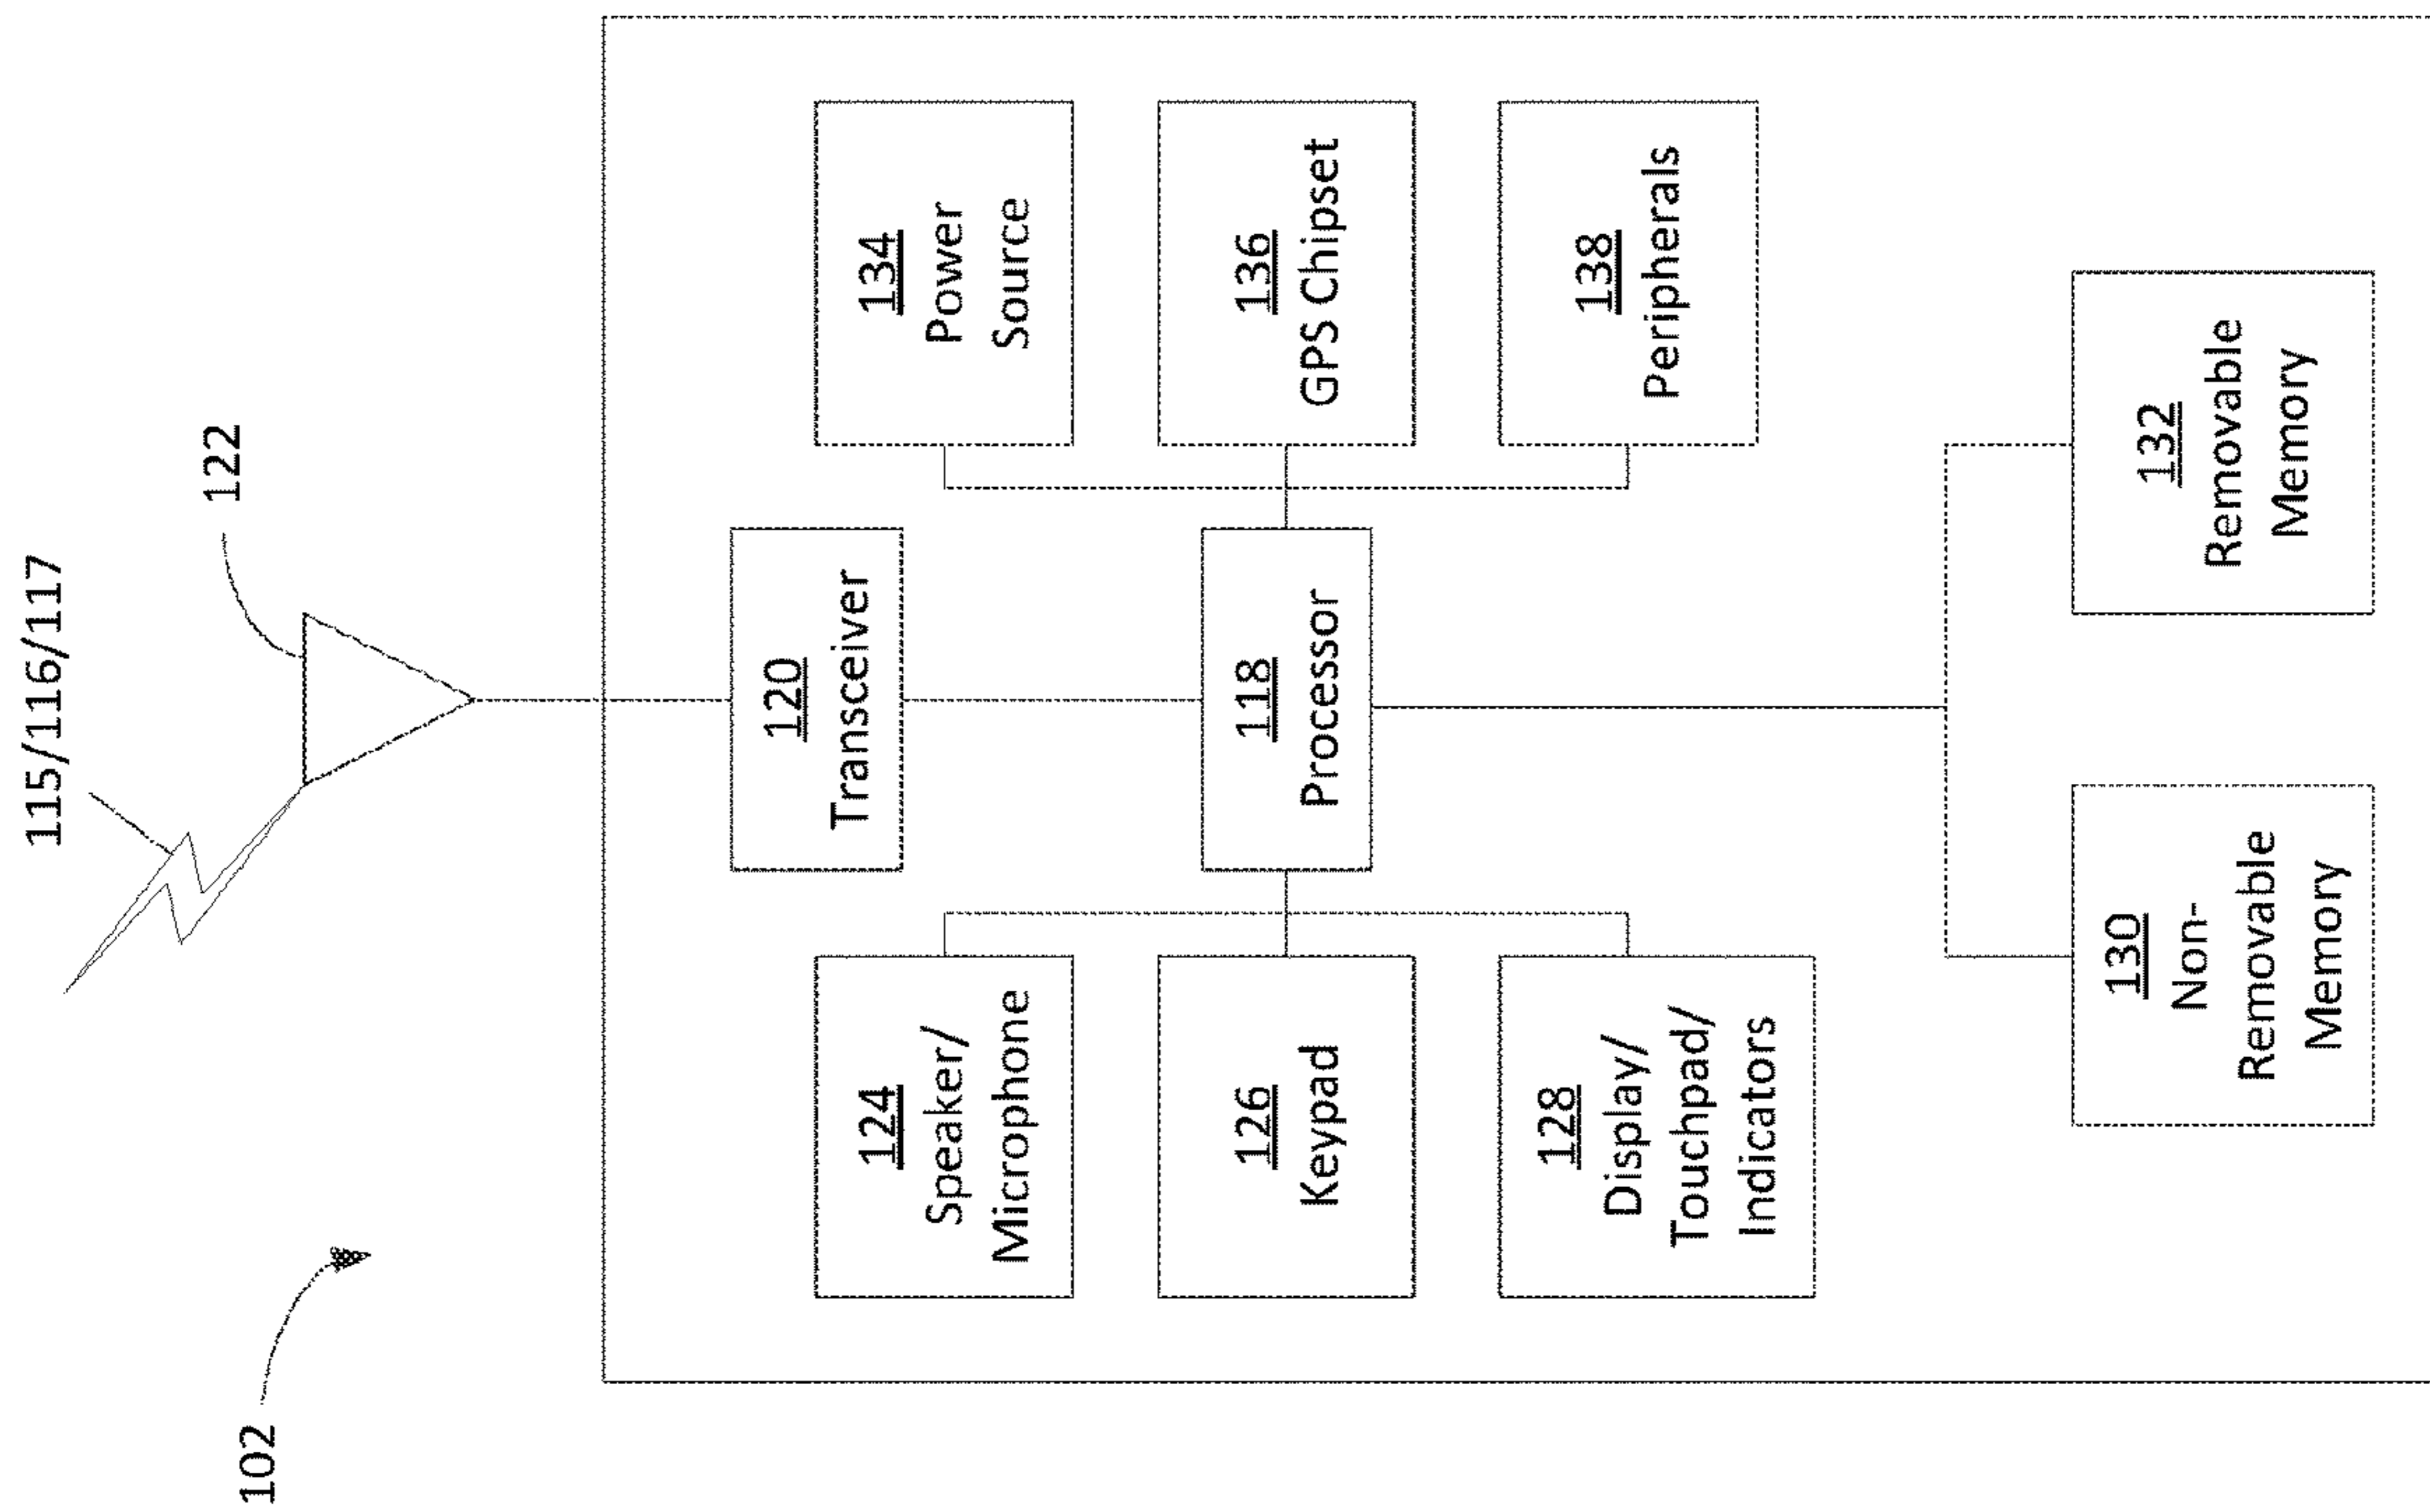 102
115/116/117
122
120
Transceiver
124
Speaker/
Microphone
134
Power
Source
118
Processor
126
Keypad
136
GPS Chipset
128
Display/
Touchpad/
Indicators
138
Peripherals
130
Non-
Removable
Memory
132
Removable
Memory